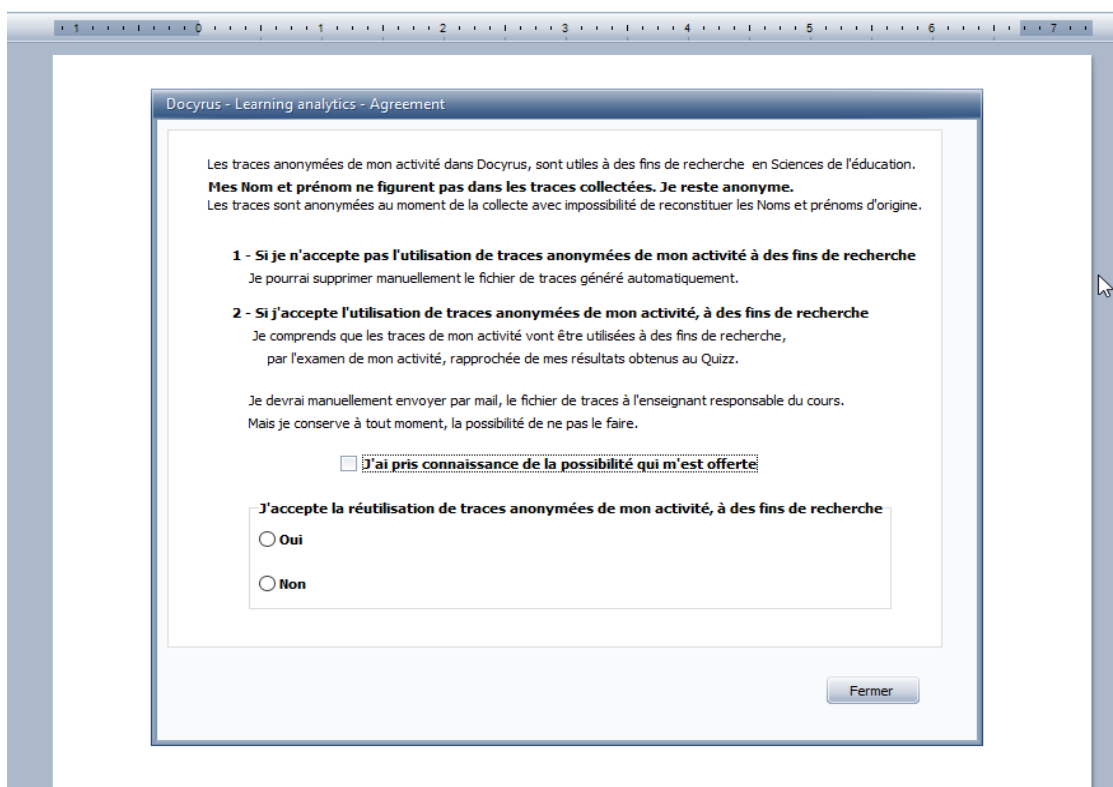 1 0 1 2 3 4 5 6 7
Docyrus - Learning analytics - Agreement
Les traces anonymées de mon activité dans Docyrus, sont utiles à des fins de recherche en Sciences de l'éducation.
Mes Nom et prénom ne figurent pas dans les traces collectées. Je reste anonyme.
Les traces sont anonymées au moment de la collecte avec impossibilité de reconstituer les Noms et prénoms d'origine.
1 - Si je n'accepte pas l'utilisation de traces anonymées de mon activité à des fins de recherche
Je pourrai supprimer manuellement le fichier de traces généré automatiquement.
2 - Si j'accepte l'utilisation de traces anonymées de mon activité, à des fins de recherche
Je comprends que les traces de mon activité vont être utilisées à des fins de recherche,
par l'examen de mon activité, rapprochée de mes résultats obtenus au Quizz.
Je devrai manuellement envoyer par mail, le fichier de traces à l'enseignant responsable du cours.
Mais je conserve à tout moment, la possibilité de ne pas le faire.
J'ai pris connaissance de la possibilité qui m'est offerte
J'accepte la réutilisation de traces anonymées de mon activité, à des fins de recherche
Oui
Non
Fermer